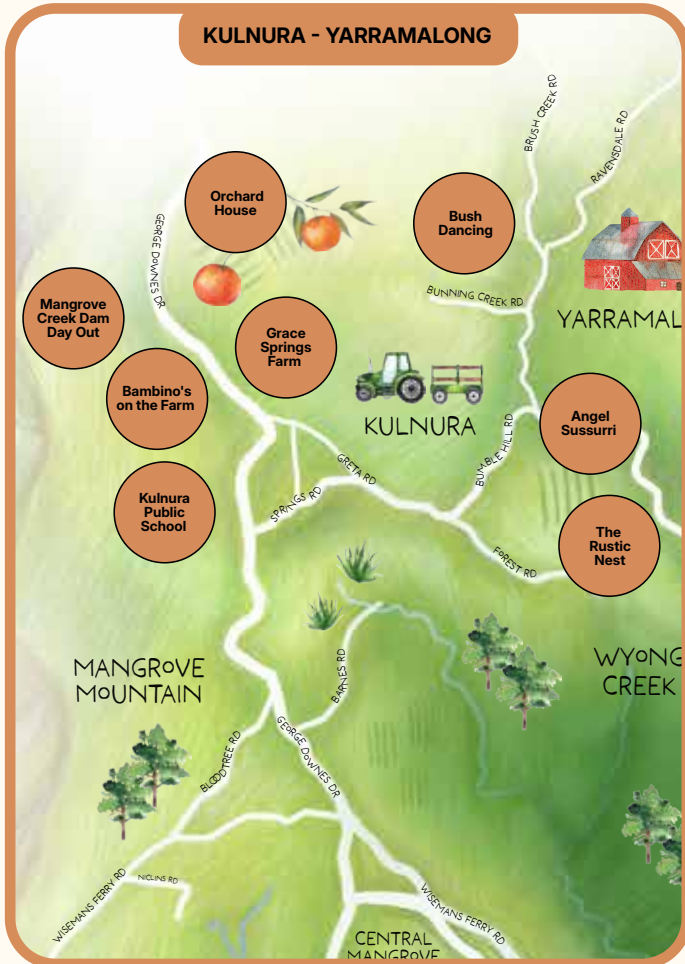 KULNURA - YARRAMALONG
BRUSH CREEK RD
RAVENSDALE RD
Orchard
House
Bush
Dancing
GEORGE DOWNES DR
BUNNING CREEK RD
Mangrove
Creek Dam
Day Out
YARRAMAL
Grace
Springs
Farm
Bambino's
on the Farm
KULNURA
Angel
Sussurri
BUMBLE HILL RD
GRETA RD
SPRINGS RD
Kulnura
Public
School
The
Rustic
Nest
FOREST RD
MANGROVE
MOUNTAIN
BARNES RD
WYONG
CREEK
BLOODTREE RD
GEORGE DOWNES DR
WISEMANS FERRY RD
NICLINS RD
WISEMANS FERRY RD
CENTRAL
MANGROVE